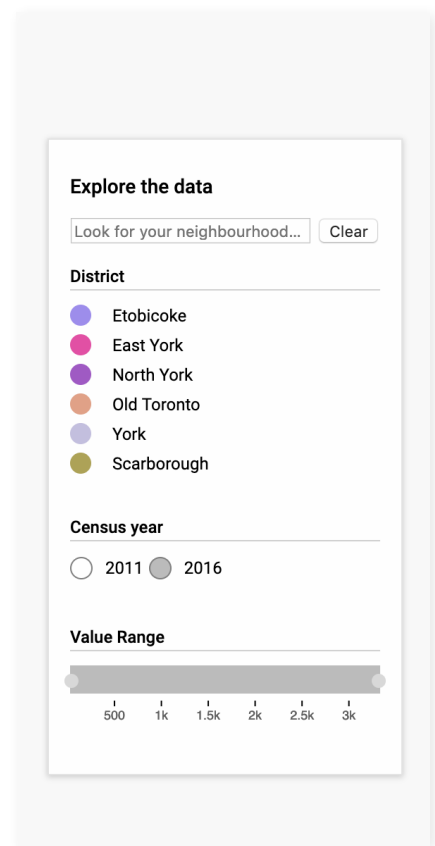 Explore the data
Look for your neighbourhood... Clear
District
Etobicoke
East York
North York
Old Toronto
York
Scarborough
Census year
2011 2016
Value Range
500 1k 1.5k 2k 2.5k 3k